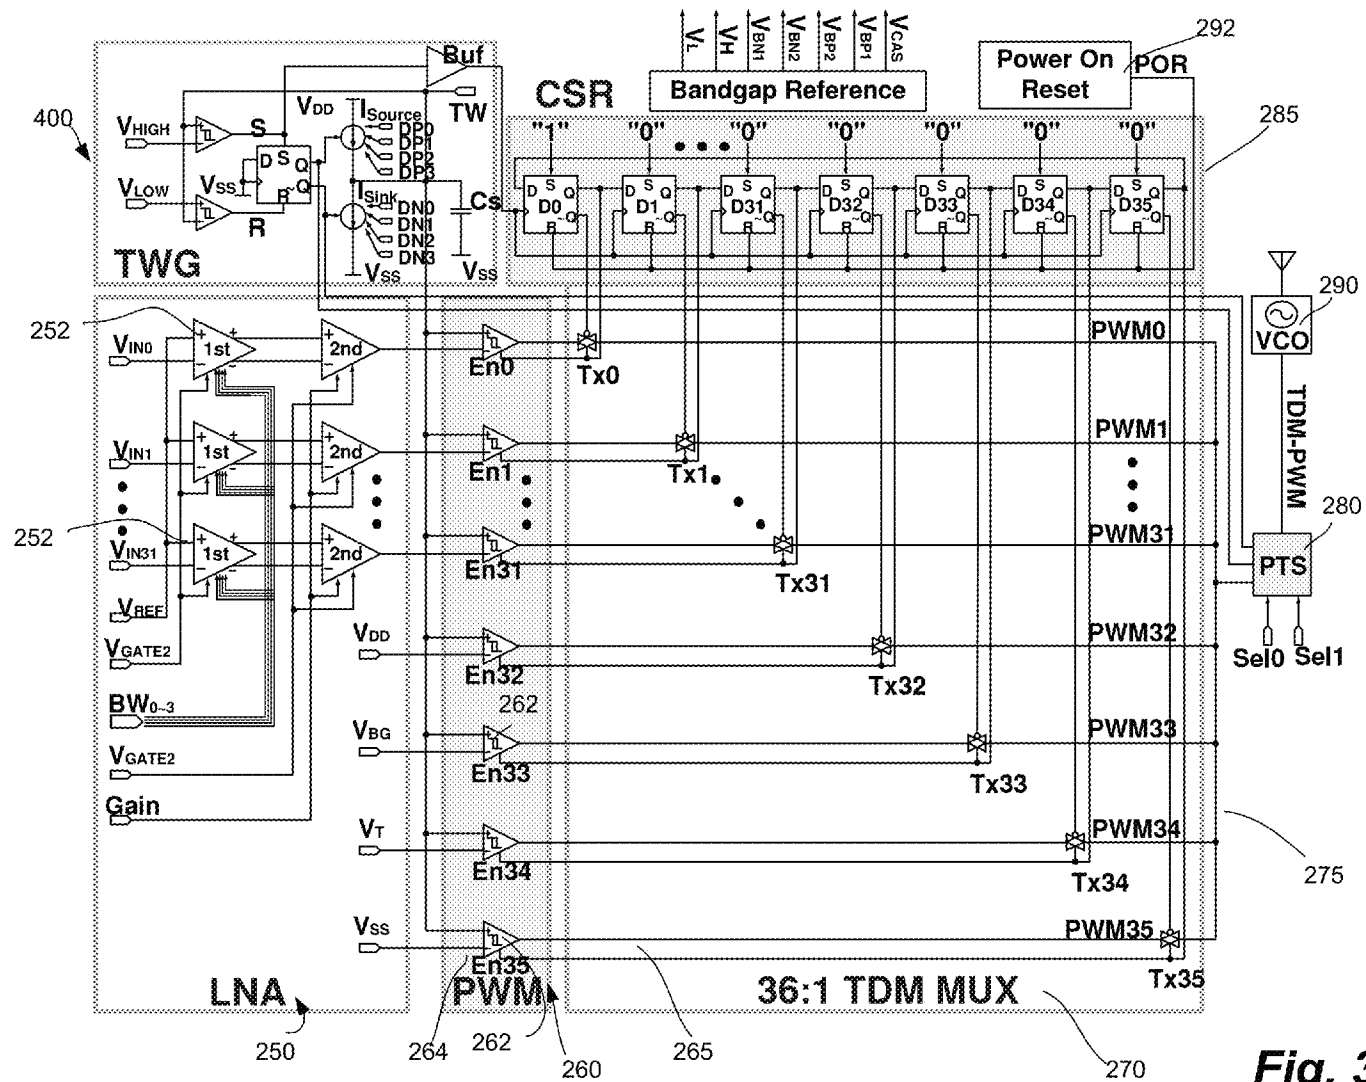 VL VH VBN1 VBN2 VBP2 VBP1 VCAS
292
Bandgap Reference
Power On Reset
POR
CSR
285
400
TWG
Buf
TW
VHIGH
VLOW
S
R
D S Q
VSS
R ~Q
VDD
ISource
DP0
DP1
DP2
DP3
ISink
DN0
DN1
DN2
DN3
VSS
Cs
VSS
"1" "0" "0" "0" "0" "0" "0"
D S Q D S Q D S Q D S Q D S Q D S Q D S Q
D0 D1 D31 D32 D33 D34 D35
R ~Q R ~Q R ~Q R ~Q R ~Q R ~Q R ~Q
290
VCO
TDM-PWM
280
PTS
Sel0 Sel1
252
VIN0
+ 1st + − −
+ 2nd −
En0
Tx0
PWM0
VIN1
+ 1st + − −
+ 2nd −
En1
Tx1
PWM1
252
VIN31
+ 1st + − −
+ 2nd −
En31
Tx31
PWM31
VREF
VGATE2
BW0~3
VGATE2
Gain
VDD
En32
Tx32
PWM32
262
VBG
En33
Tx33
PWM33
VT
En34
Tx34
PWM34
275
VSS
En35
Tx35
PWM35
LNA
PWM
36:1 TDM MUX
250
264
262
260
265
270
Fig. 3